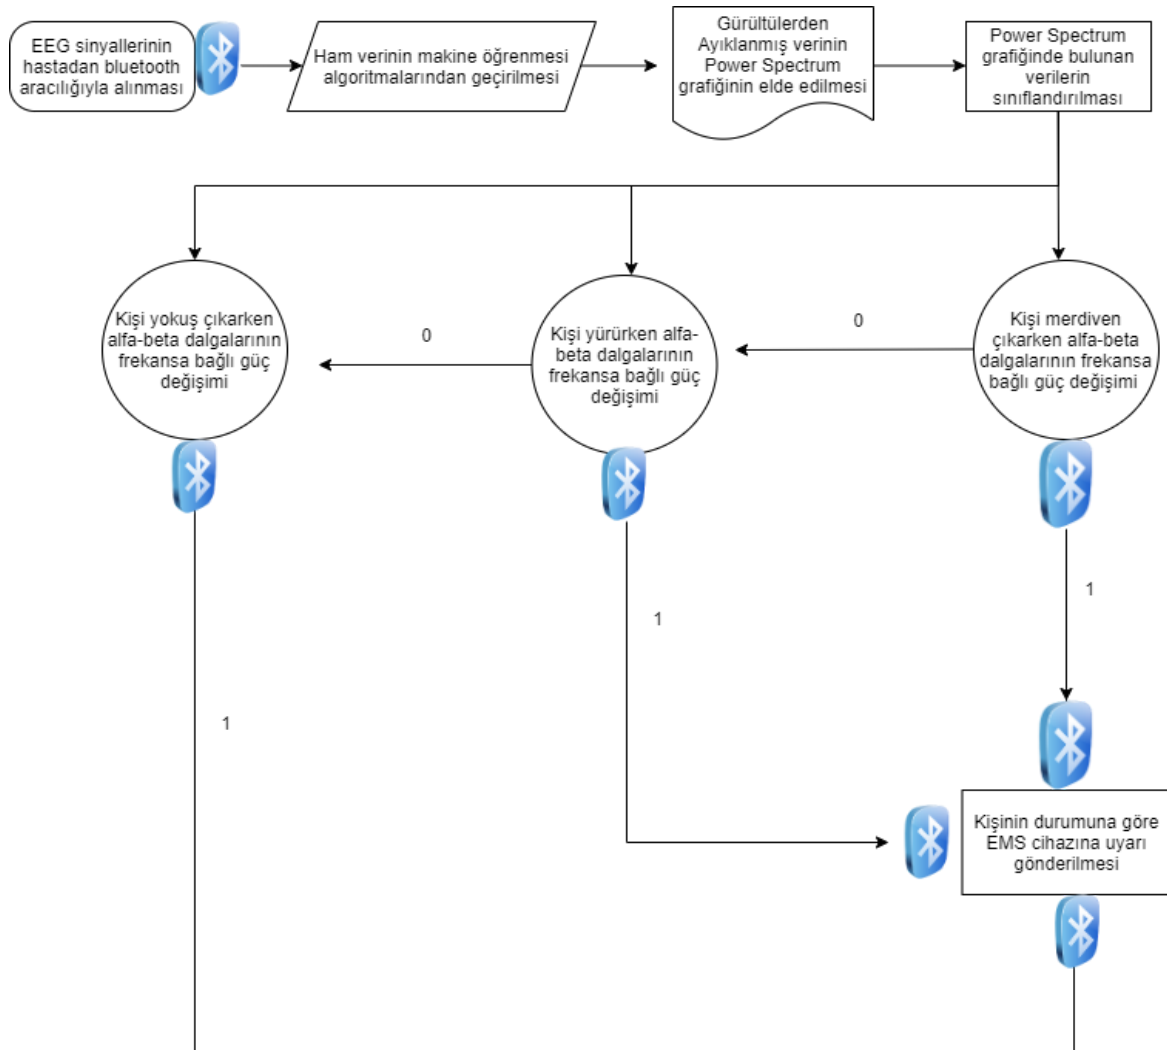 EEG sinyallerinin
hastadan bluetooth
aracılığıyla alınması
Ham verinin makine öğrenmesi
algoritmalarından geçirilmesi
Gürültülerden
Ayıklanmış verinin
Power Spectrum
grafiğinin elde edilmesi
Power Spectrum
grafiğinde bulunan
verilerin
sınıflandırılması
Kişi yokuş çıkarken
alfa-beta dalgalarının
frekansa bağlı güç
değişimi
0
Kişi yürürken alfa-
beta dalgalarının
frekansa bağlı güç
değişimi
0
Kişi merdiven
çıkarken alfa-beta
dalgalarının frekansa
bağlı güç değişimi
1
1
1
Kişinin durumuna göre
EMS cihazına uyarı
gönderilmesi